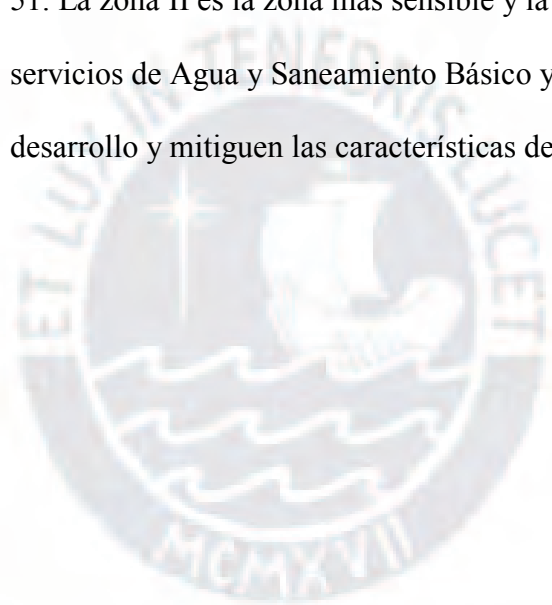 51. La zona II es la zona más sensible y la
servicios de Agua y Saneamiento Básico y
desarrollo y mitiguen las características de
ET LUX IN TENEBRIS LUCET
MCMXVII